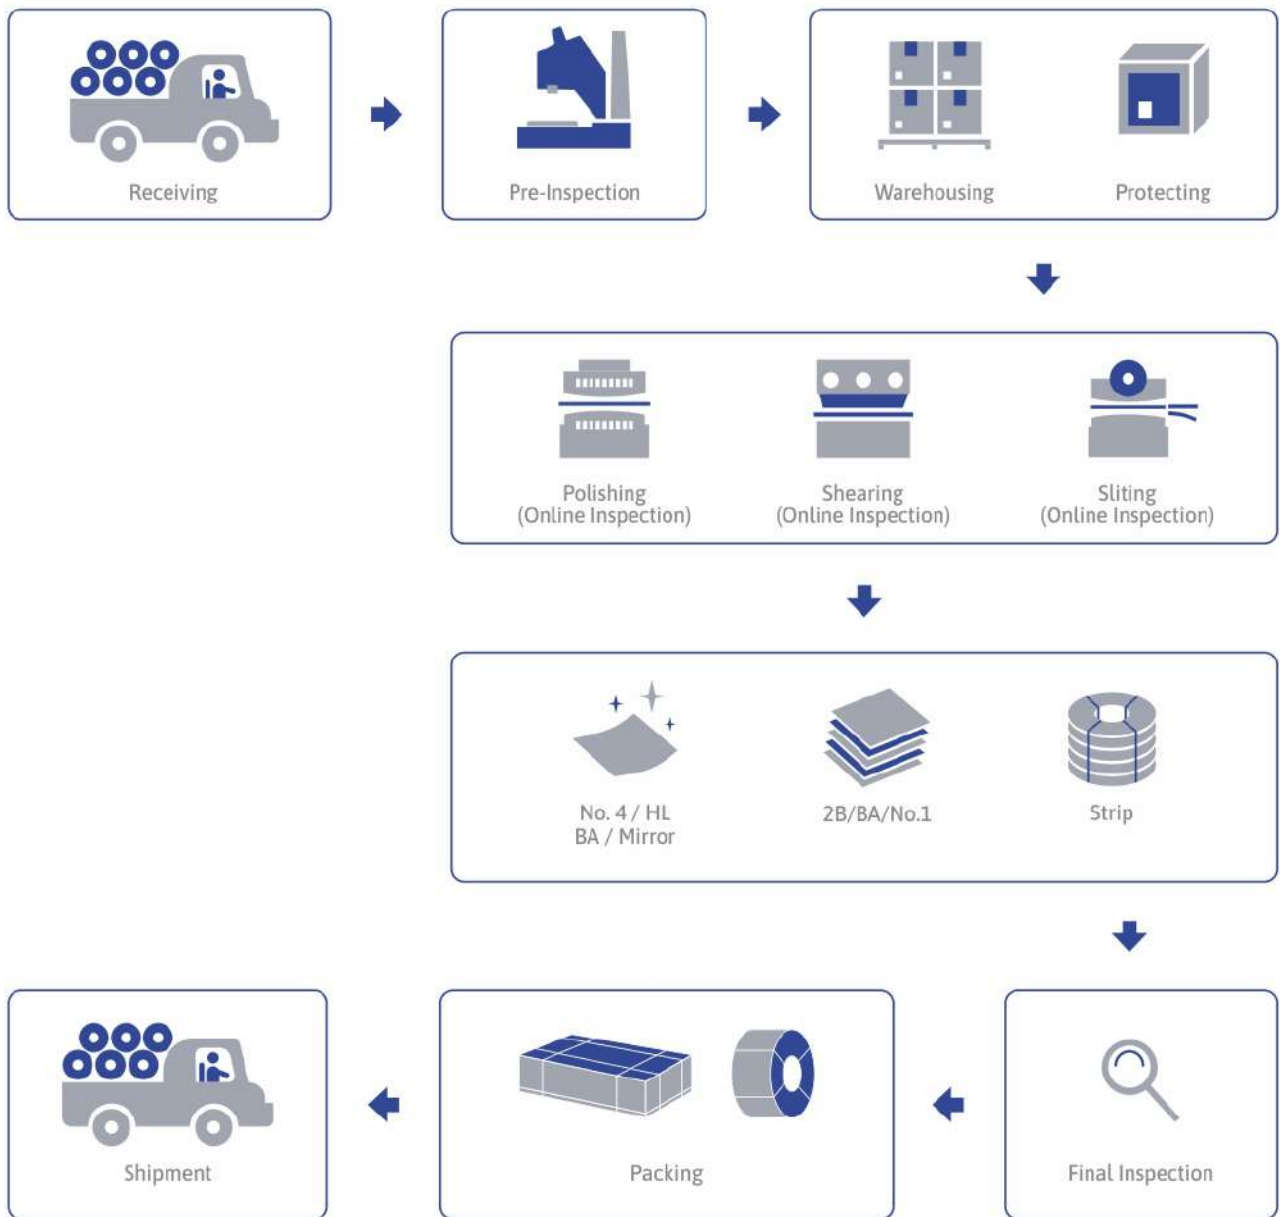 Receiving
Pre-Inspection
Warehousing
Protecting
Polishing
(Online Inspection)
Shearing
(Online Inspection)
Sliting
(Online Inspection)
No. 4 / HL
BA / Mirror
2B/BA/No.1
Strip
Shipment
Packing
Final Inspection